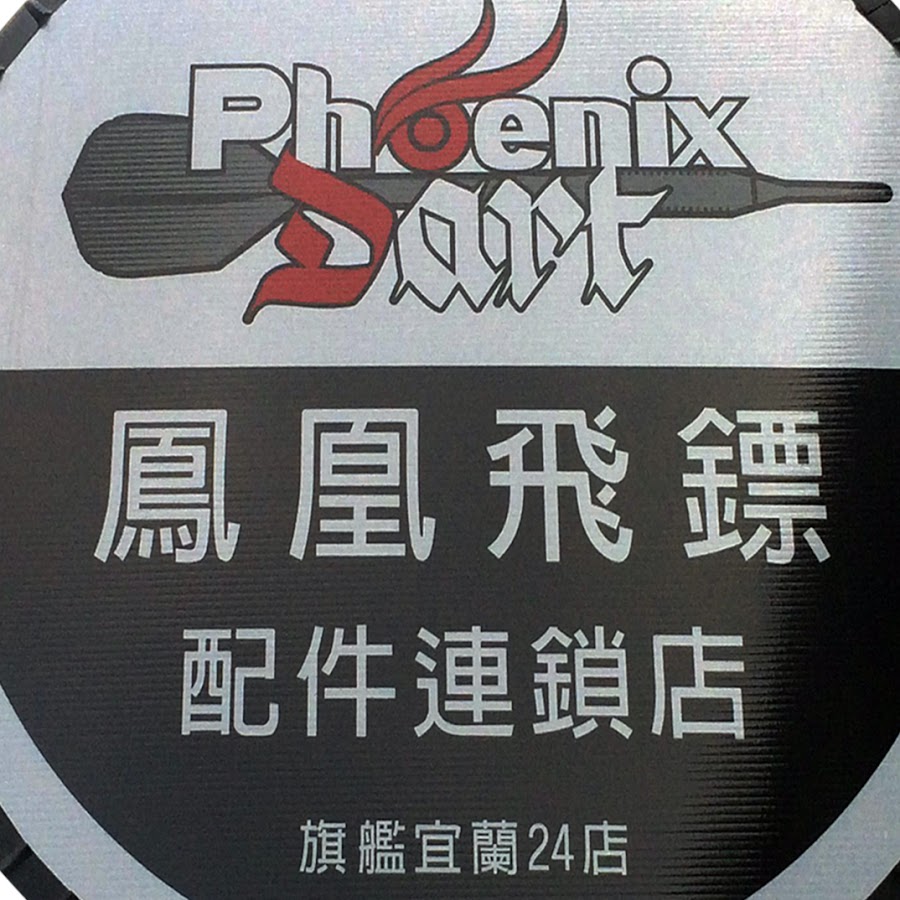 Phoenix
Dart
鳳凰飛鏢
配件連鎖店
旗艦宜蘭24店